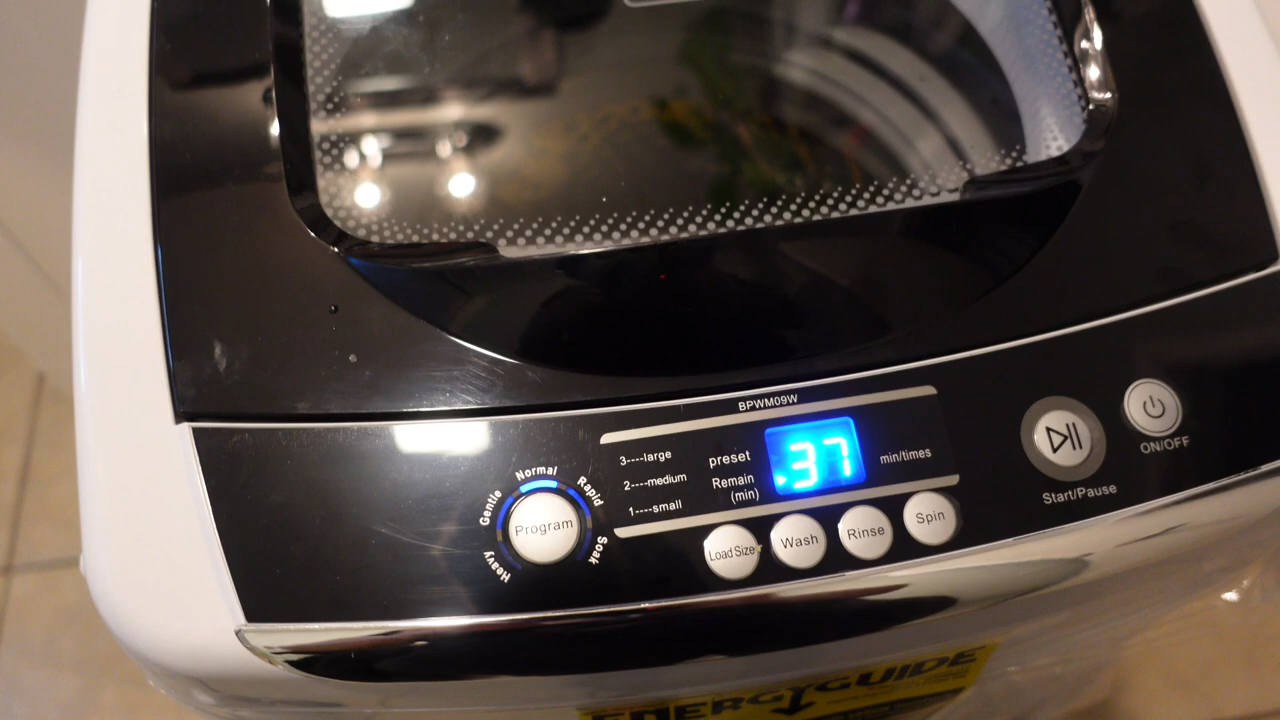 BPWM09W
3----large
2----medium
1----small
preset
Remain
(min)
37
min/times
Normal
Gentle
Rapid
Heavy
Soak
Program
Load Size
Wash
Rinse
Spin
Start/Pause
ON/OFF
ENERGYGUIDE